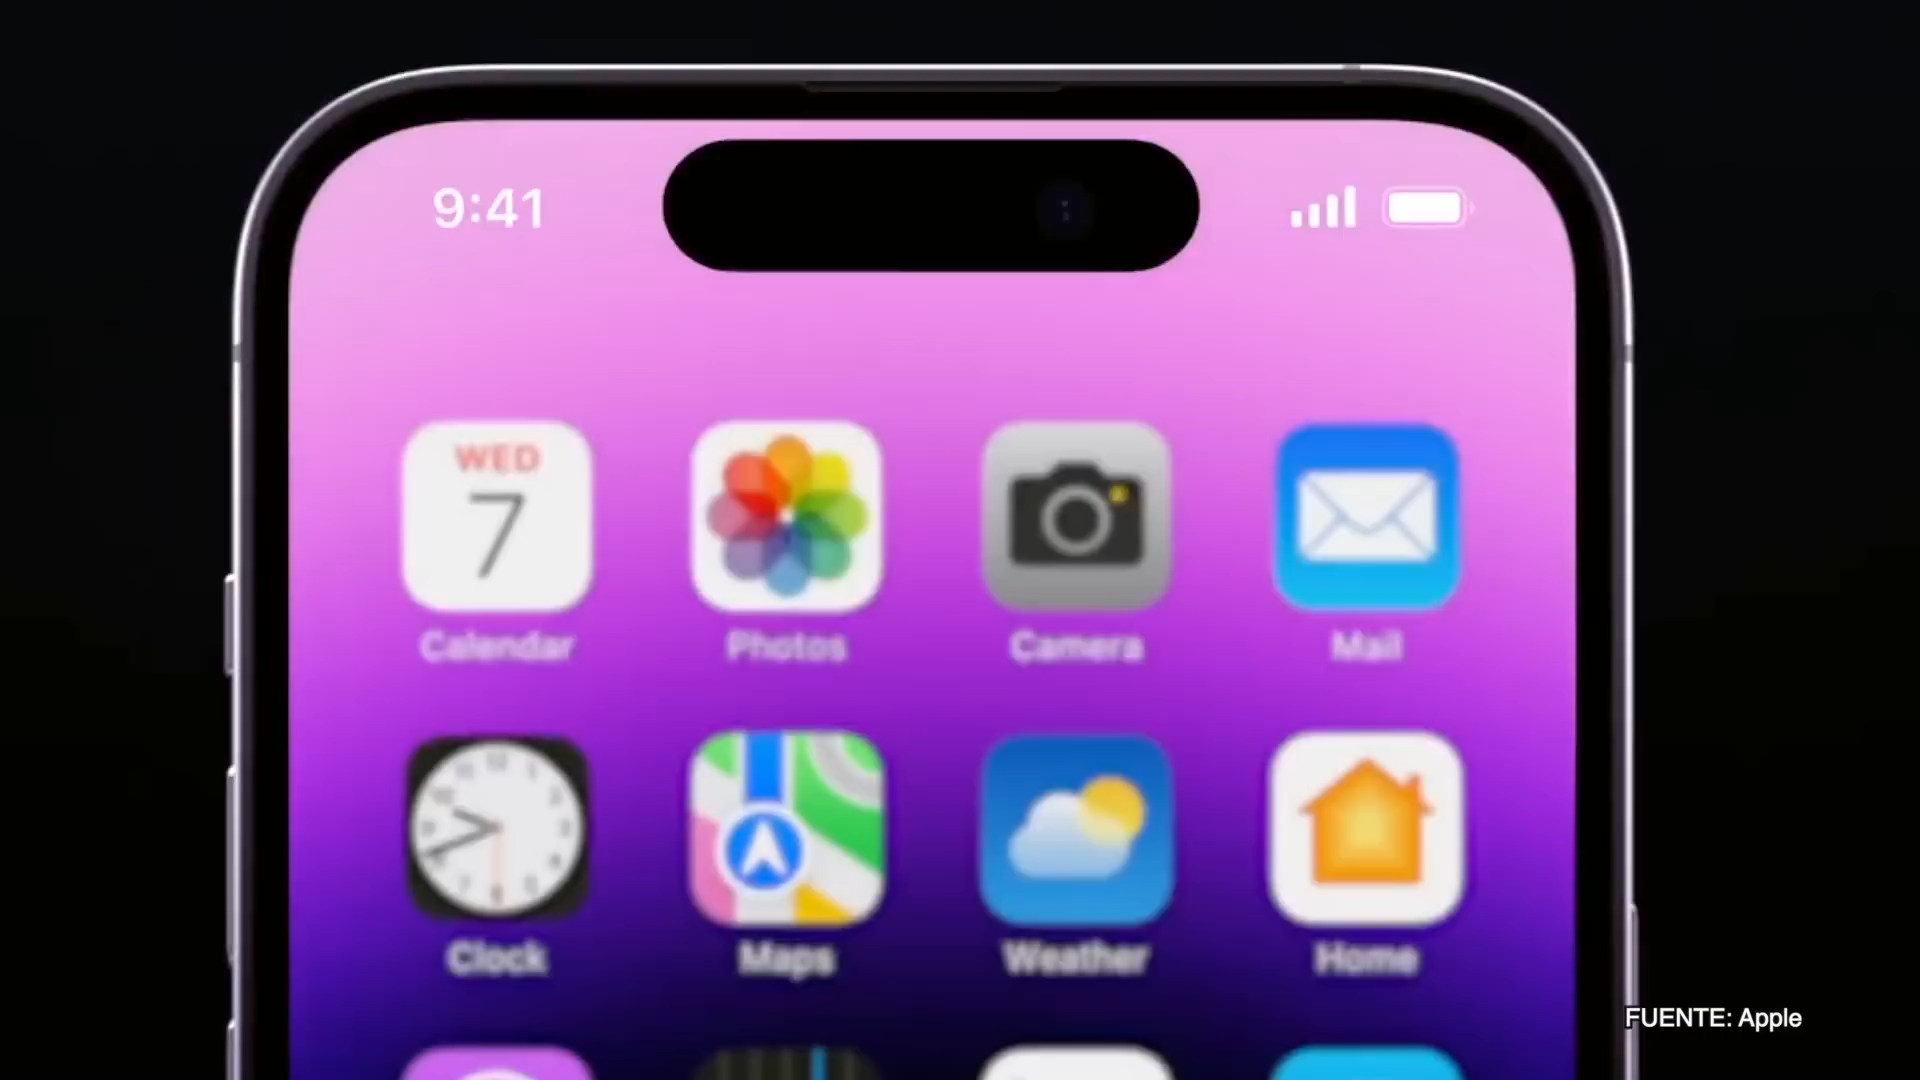 9:41
WED
7
Calendar
Photos
Camera
Mail
Clock
Maps
Weather
Home
FUENTE: Apple